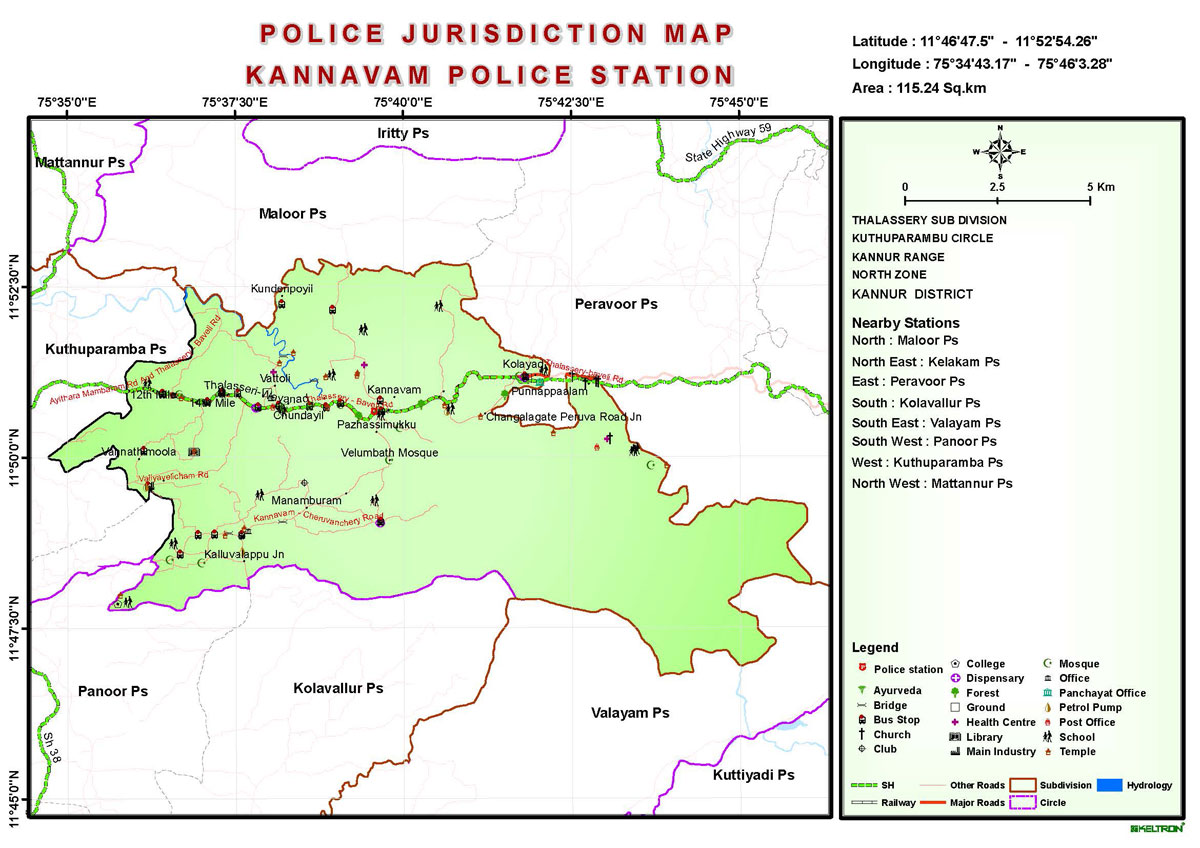 POLICE JURISDICTION MAP
KANNAVAM POLICE STATION
Latitude : 11°46'47.5" - 11°52'54.26"
Longitude : 75°34'43.17" - 75°46'3.28"
Area : 115.24 Sq.km
75°35'0"E
75°37'30"E
75°40'0"E
75°42'30"E
75°45'0"E
11°52'30"N
11°50'0"N
11°47'30"N
11°45'0"N
Iritty Ps
State Highway 59
Mattannur Ps
Maloor Ps
Kundenpoyil
Peravoor Ps
Kuthuparamba Ps
Ayithara Mambaram Rd And Thalassery - Baveli Rd
Kolayad
Thalassery-baveli Rd
Vattoli
Thalasseri-Wayanad
Kannavam
Punhappaalam
12th Mile
14th Mile
Thalassery - Baveli Rd
Chundayil
Changalagate Peruva Road Jn
Pazhassimukku
Vannathimoola
Velumbath Mosque
Valiyavelicham Rd
Manamburam
Kannavam - Cheruvanchery Road
Kalluvalappu Jn
Panoor Ps
Kolavallur Ps
Valayam Ps
Sh 38
Kuttiyadi Ps
N
W
E
S
0
2.5
5 Km
THALASSERY SUB DIVISION
KUTHUPARAMBU CIRCLE
KANNUR RANGE
NORTH ZONE
KANNUR DISTRICT
Nearby Stations
North : Maloor Ps
North East : Kelakam Ps
East : Peravoor Ps
South : Kolavallur Ps
South East : Valayam Ps
South West : Panoor Ps
West : Kuthuparamba Ps
North West : Mattannur Ps
Legend
Police station
Ayurveda
Bridge
Bus Stop
Church
Club
College
Dispensary
Forest
Ground
Health Centre
Library
Main Industry
Mosque
Office
Panchayat Office
Petrol Pump
Post Office
School
Temple
SH
Other Roads
Subdivision
Hydrology
Railway
Major Roads
Circle
KELTRON